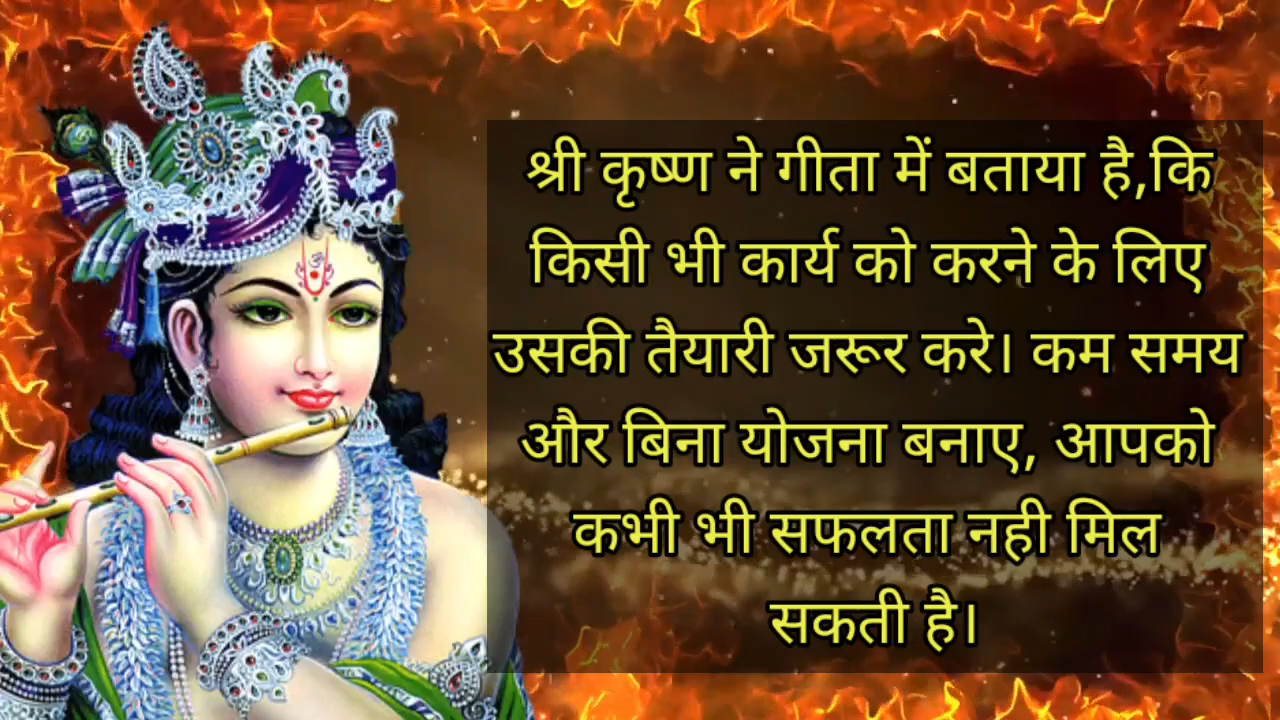 श्री कृष्ण ने गीता में बताया है,कि
किसी भी कार्य को करने के लिए
उसकी तैयारी जरूर करे। कम समय
और बिना योजना बनाए, आपको
कभी भी सफलता नही मिल
सकती है।